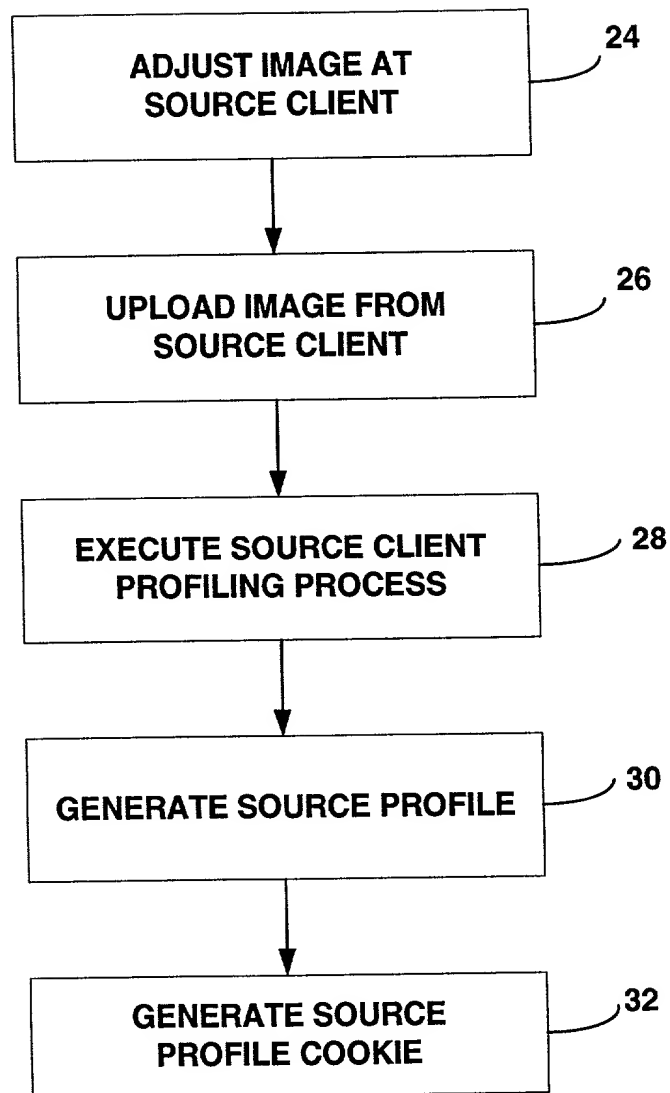 24
ADJUST IMAGE AT
SOURCE CLIENT
26
UPLOAD IMAGE FROM
SOURCE CLIENT
28
EXECUTE SOURCE CLIENT
PROFILING PROCESS
30
GENERATE SOURCE PROFILE
32
GENERATE SOURCE
PROFILE COOKIE